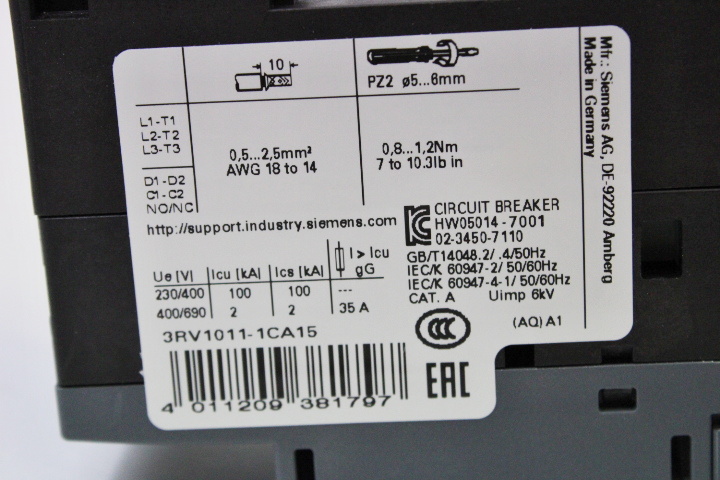 10
PZ2 ø5...6mm
L1-T1
L2-T2
L3-T3
0,5...2,5mm²
AWG 18 to 14
0,8...1,2Nm
7 to 10.3lb in
D1-D2
C1-C2
NO/NC
http://support.industry.siemens.com
CIRCUIT BREAKER
HW05014-7001
02-3450-7110
GB/T14048.2/ .4/50Hz
IEC/K 60947-2/ 50/60Hz
IEC/K 60947-4-1/ 50/60Hz
CAT. A Uimp 6kV
Ue [V] Icu [kA] Ics [kA] I > Icu gG
230/400 100 100 ---
400/690 2 2 35 A
3RV1011-1CA15
CCC
(AQ) A1
EAC
4 011209 381797
Mfr.: Siemens AG, DE-92220 Amberg
Made in Germany